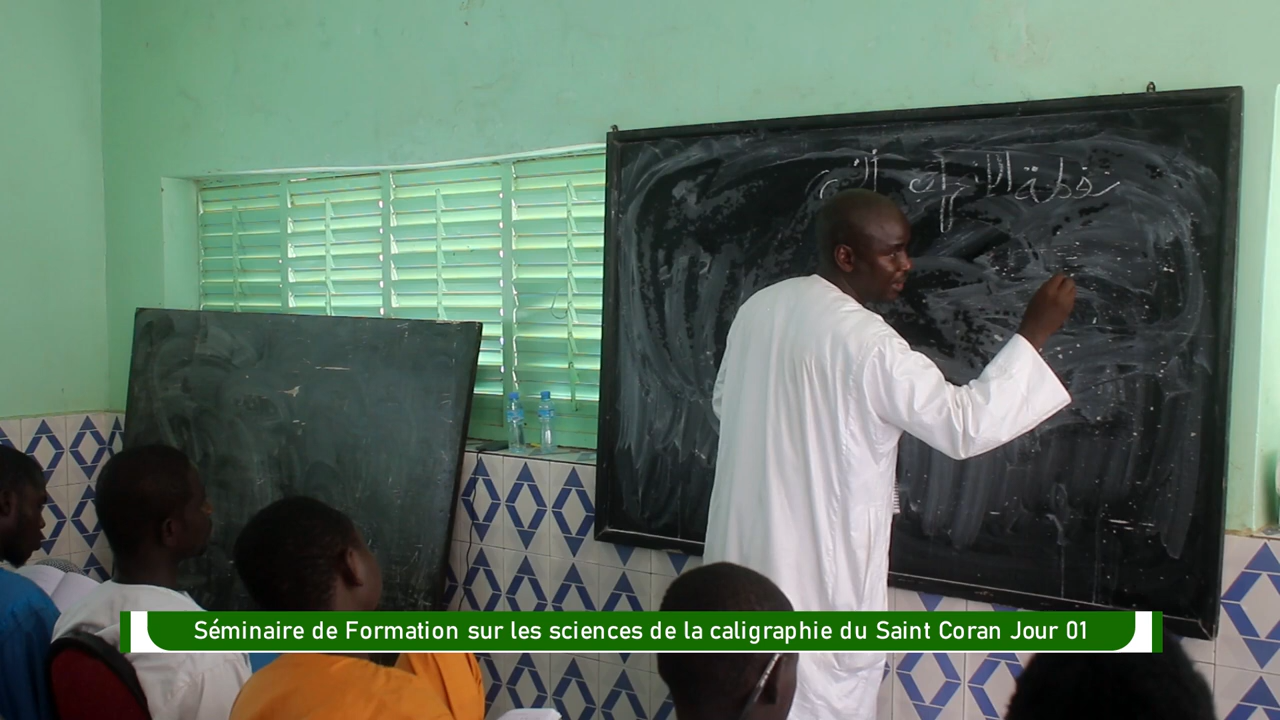 Séminaire de Formation sur les sciences de la caligraphie du Saint Coran Jour 01